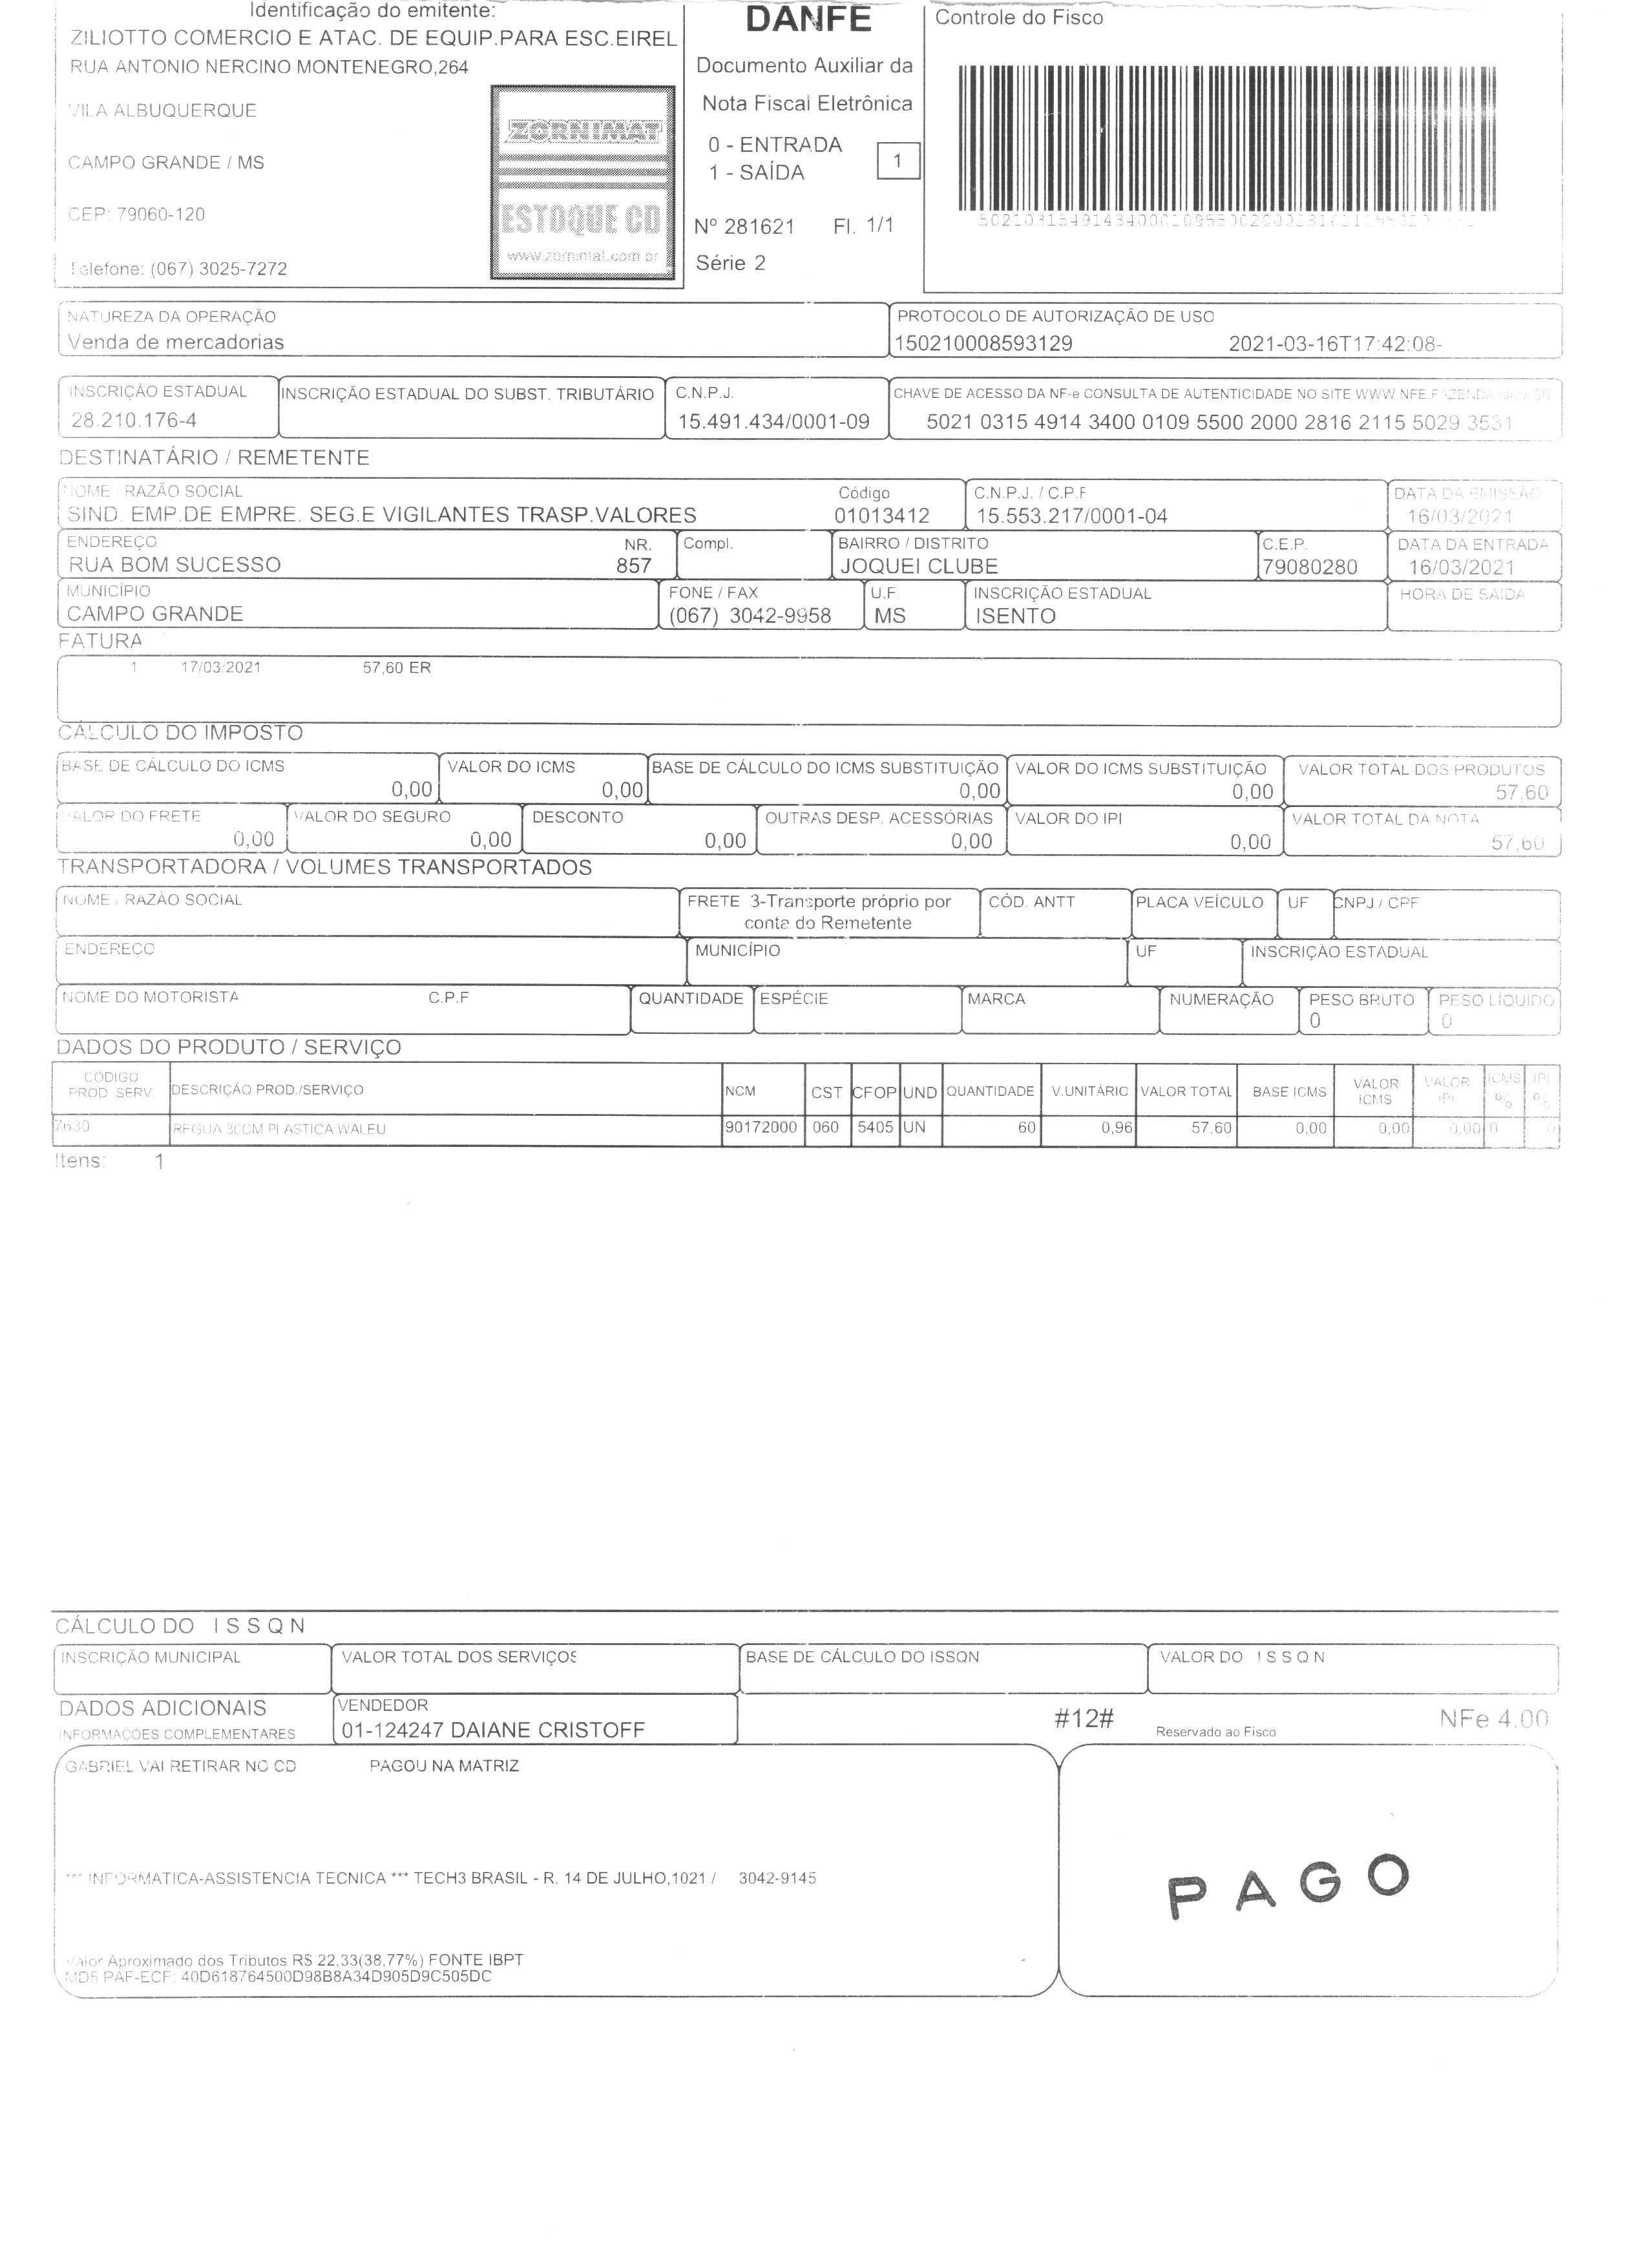 Identificação do emitente:
ZILIOTTO COMERCIO E ATAC. DE EQUIP.PARA ESC.EIREL
RUA ANTONIO NERCINO MONTENEGRO,264
VILA ALBUQUERQUE
CAMPO GRANDE / MS
CEP: 79060-120
Telefone: (067) 3025-7272
ZORNIMAT
ESTOQUE CD
www.zornimat.com.br
DANFE
Documento Auxiliar da
Nota Fiscal Eletrônica
0 - ENTRADA
1 - SAÍDA
1
Nº 281621 Fl. 1/1
Série 2
Controle do Fisco
NATUREZA DA OPERAÇÃO
Venda de mercadorias
PROTOCOLO DE AUTORIZAÇÃO DE USO
150210008593129 2021-03-16T17:42:08-
INSCRIÇÃO ESTADUAL
28.210.176-4
INSCRIÇÃO ESTADUAL DO SUBST. TRIBUTÁRIO
C.N.P.J.
15.491.434/0001-09
CHAVE DE ACESSO DA NF-e CONSULTA DE AUTENTICIDADE NO SITE WWW.NFE.FAZENDA.GOV.BR
5021 0315 4914 3400 0109 5500 2000 2816 2115 5029 3531
DESTINATÁRIO / REMETENTE
NOME / RAZÃO SOCIAL
SIND. EMP.DE EMPRE. SEG.E VIGILANTES TRASP.VALORES
Código
01013412
C.N.P.J. / C.P.F
15.553.217/0001-04
DATA DA EMISSÃO
16/03/2021
ENDEREÇO
RUA BOM SUCESSO
NR.
857
Compl.
BAIRRO / DISTRITO
JOQUEI CLUBE
C.E.P.
79080280
DATA DA ENTRADA
16/03/2021
MUNICÍPIO
CAMPO GRANDE
FONE / FAX
(067) 3042-9958
U.F.
MS
INSCRIÇÃO ESTADUAL
ISENTO
HORA DE SAÍDA
FATURA
1 17/03/2021 57,60 ER
CÁLCULO DO IMPOSTO
BASE DE CÁLCULO DO ICMS
0,00
VALOR DO ICMS
0,00
BASE DE CÁLCULO DO ICMS SUBSTITUIÇÃO
0,00
VALOR DO ICMS SUBSTITUIÇÃO
0,00
VALOR TOTAL DOS PRODUTOS
57,60
VALOR DO FRETE
0,00
VALOR DO SEGURO
0,00
DESCONTO
0,00
OUTRAS DESP. ACESSÓRIAS
0,00
VALOR DO IPI
0,00
VALOR TOTAL DA NOTA
57,60
TRANSPORTADORA / VOLUMES TRANSPORTADOS
NOME / RAZÃO SOCIAL
FRETE 3-Transporte próprio por
conta do Remetente
CÓD. ANTT
PLACA VEÍCULO
UF
CNPJ / CPF
ENDEREÇO
MUNICÍPIO
UF
INSCRIÇÃO ESTADUAL
NOME DO MOTORISTA C.P.F
QUANTIDADE
ESPÉCIE
MARCA
NUMERAÇÃO
PESO BRUTO
0
PESO LÍQUIDO
0
DADOS DO PRODUTO / SERVIÇO
CÓDIGO PROD. SERV. DESCRIÇÃO PROD./SERVIÇO NCM CST CFOP UND QUANTIDADE V.UNITÁRIO VALOR TOTAL BASE ICMS VALOR ICMS VALOR IPI ICMS % IPI %
7630 REGUA 30CM PLASTICA WALEU 90172000 060 5405 UN 60 0,96 57,60 0,00 0,00 0,00 0 0
Itens: 1
CÁLCULO DO I S S Q N
INSCRIÇÃO MUNICIPAL
VALOR TOTAL DOS SERVIÇOS
BASE DE CÁLCULO DO ISSQN
VALOR DO I S S Q N
DADOS ADICIONAIS
INFORMAÇÕES COMPLEMENTARES
VENDEDOR
01-124247 DAIANE CRISTOFF
#12#
Reservado ao Fisco
NFe 4.00
GABRIEL VAI RETIRAR NO CD PAGOU NA MATRIZ
*** INFORMATICA-ASSISTENCIA TECNICA *** TECH3 BRASIL - R. 14 DE JULHO,1021 / 3042-9145
PAGO
Valor Aproximado dos Tributos R$ 22,33(38,77%) FONTE IBPT
MD5 PAF-ECF: 40D618764500D98B8A34D905D9C505DC